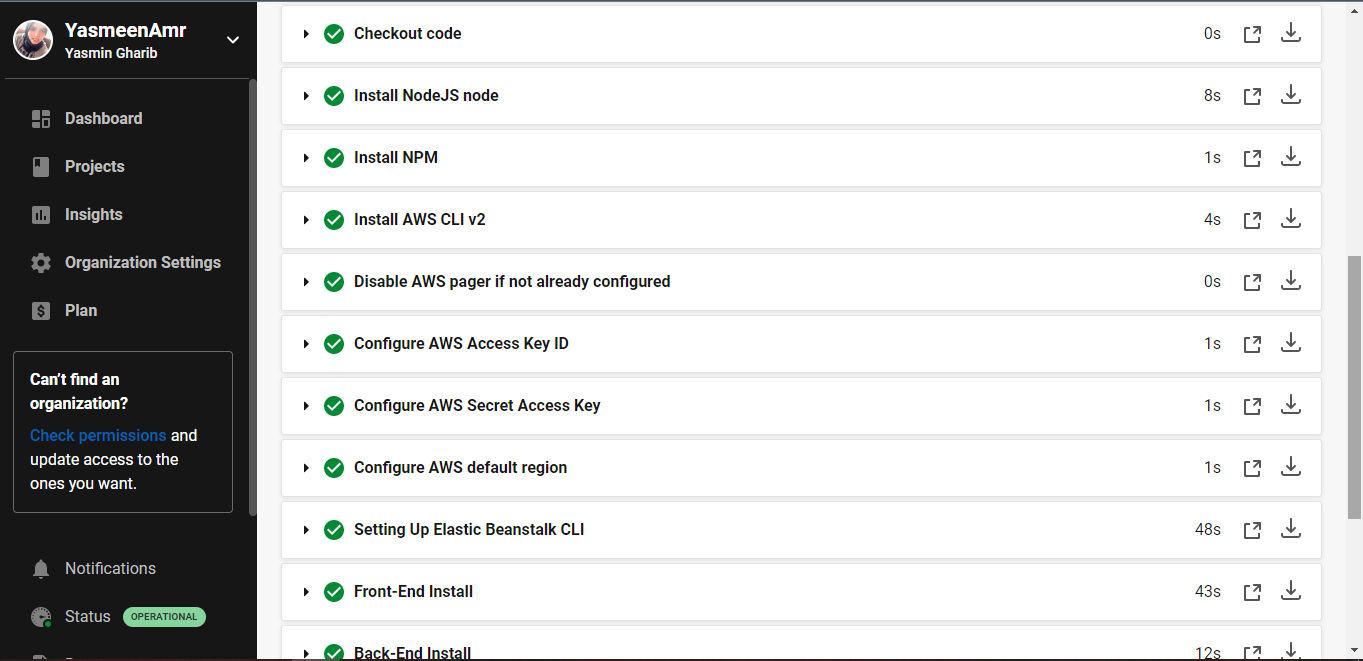 YasmeenAmr
Yasmin Gharib
Dashboard
Projects
Insights
Organization Settings
Plan
Can't find an
organization?
Check permissions and
update access to the
ones you want.
Notifications
Status OPERATIONAL
Checkout code 0s
Install NodeJS node 8s
Install NPM 1s
Install AWS CLI v2 4s
Disable AWS pager if not already configured 0s
Configure AWS Access Key ID 1s
Configure AWS Secret Access Key 1s
Configure AWS default region 1s
Setting Up Elastic Beanstalk CLI 48s
Front-End Install 43s
Back-End Install 12s